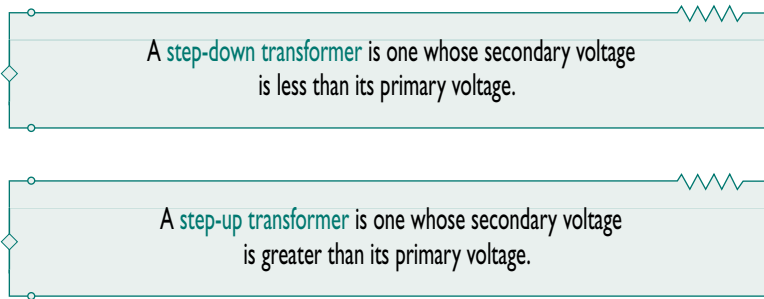 A step-down transformer is one whose secondary voltage
is less than its primary voltage.
A step-up transformer is one whose secondary voltage
is greater than its primary voltage.